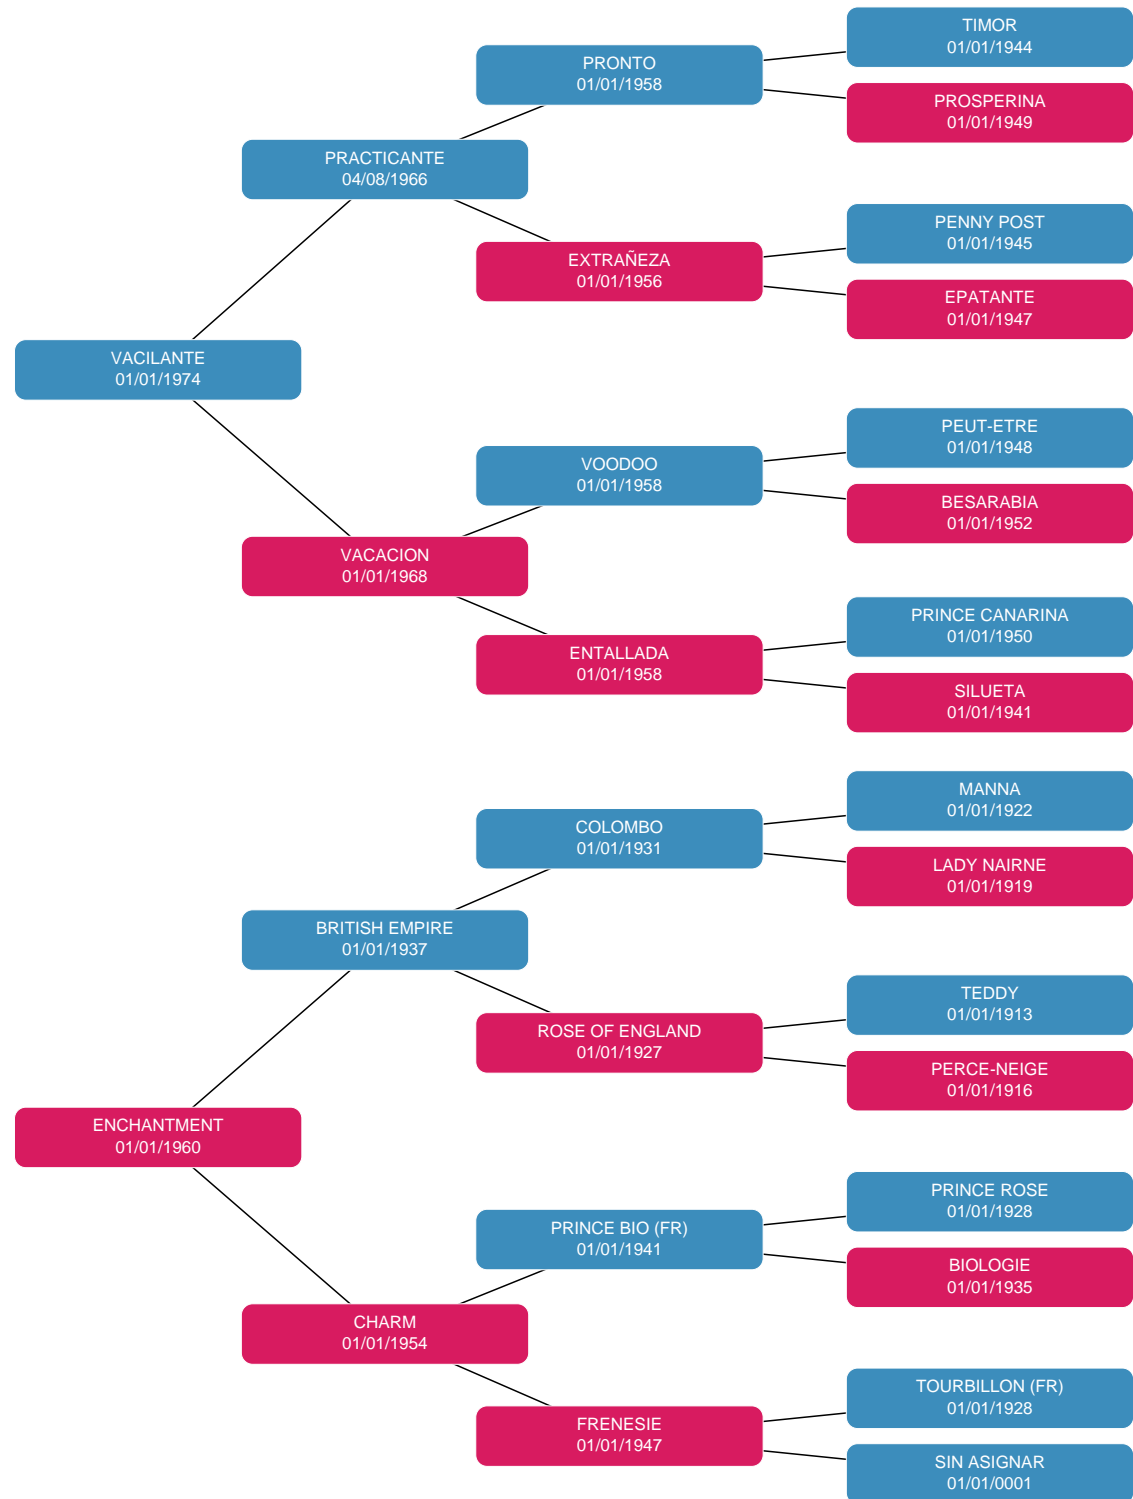 TIMOR
01/01/1944
PRONTO
01/01/1958
PROSPERINA
01/01/1949
PRACTICANTE
04/08/1966
PENNY POST
01/01/1945
EXTRAÑEZA
01/01/1956
EPATANTE
01/01/1947
VACILANTE
01/01/1974
PEUT-ETRE
01/01/1948
VOODOO
01/01/1958
BESARABIA
01/01/1952
VACACION
01/01/1968
PRINCE CANARINA
01/01/1950
ENTALLADA
01/01/1958
SILUETA
01/01/1941
MANNA
01/01/1922
COLOMBO
01/01/1931
LADY NAIRNE
01/01/1919
BRITISH EMPIRE
01/01/1937
TEDDY
01/01/1913
ROSE OF ENGLAND
01/01/1927
PERCE-NEIGE
01/01/1916
ENCHANTMENT
01/01/1960
PRINCE ROSE
01/01/1928
PRINCE BIO (FR)
01/01/1941
BIOLOGIE
01/01/1935
CHARM
01/01/1954
TOURBILLON (FR)
01/01/1928
FRENESIE
01/01/1947
SIN ASIGNAR
01/01/0001